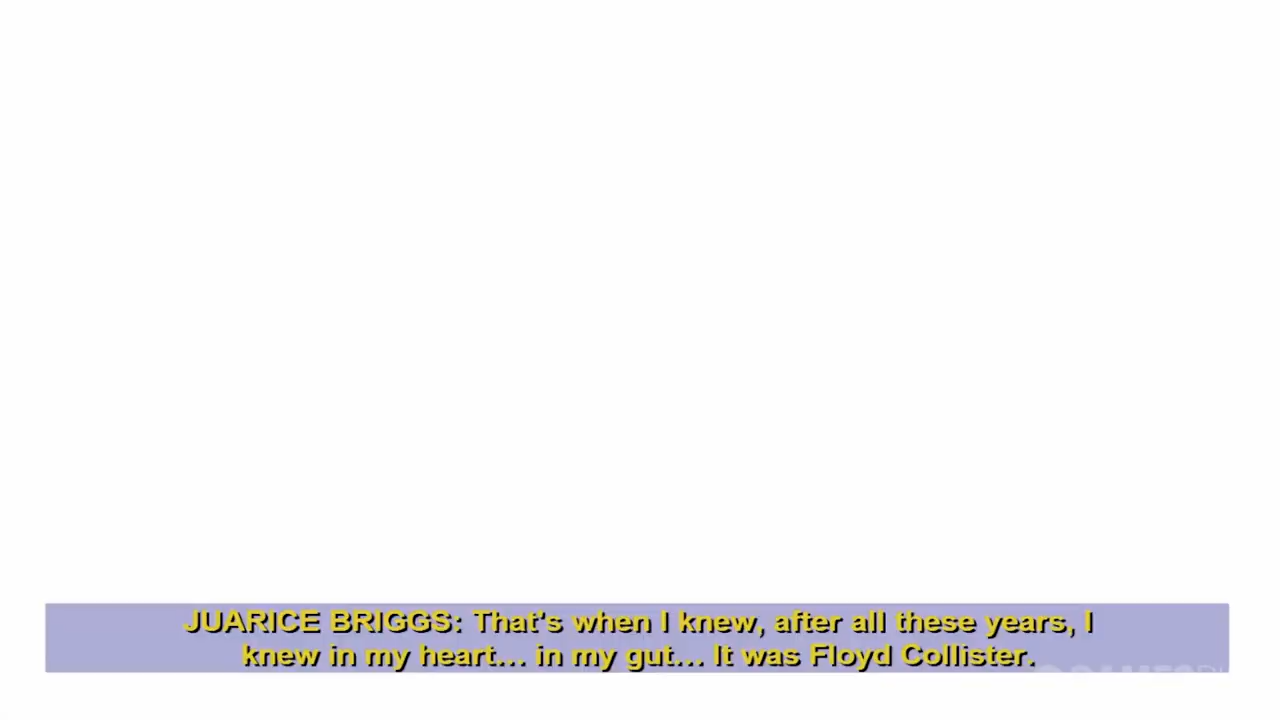 JUARICE BRIGGS: That's when I knew, after all these years, I
knew in my heart... in my gut... It was Floyd Collister.